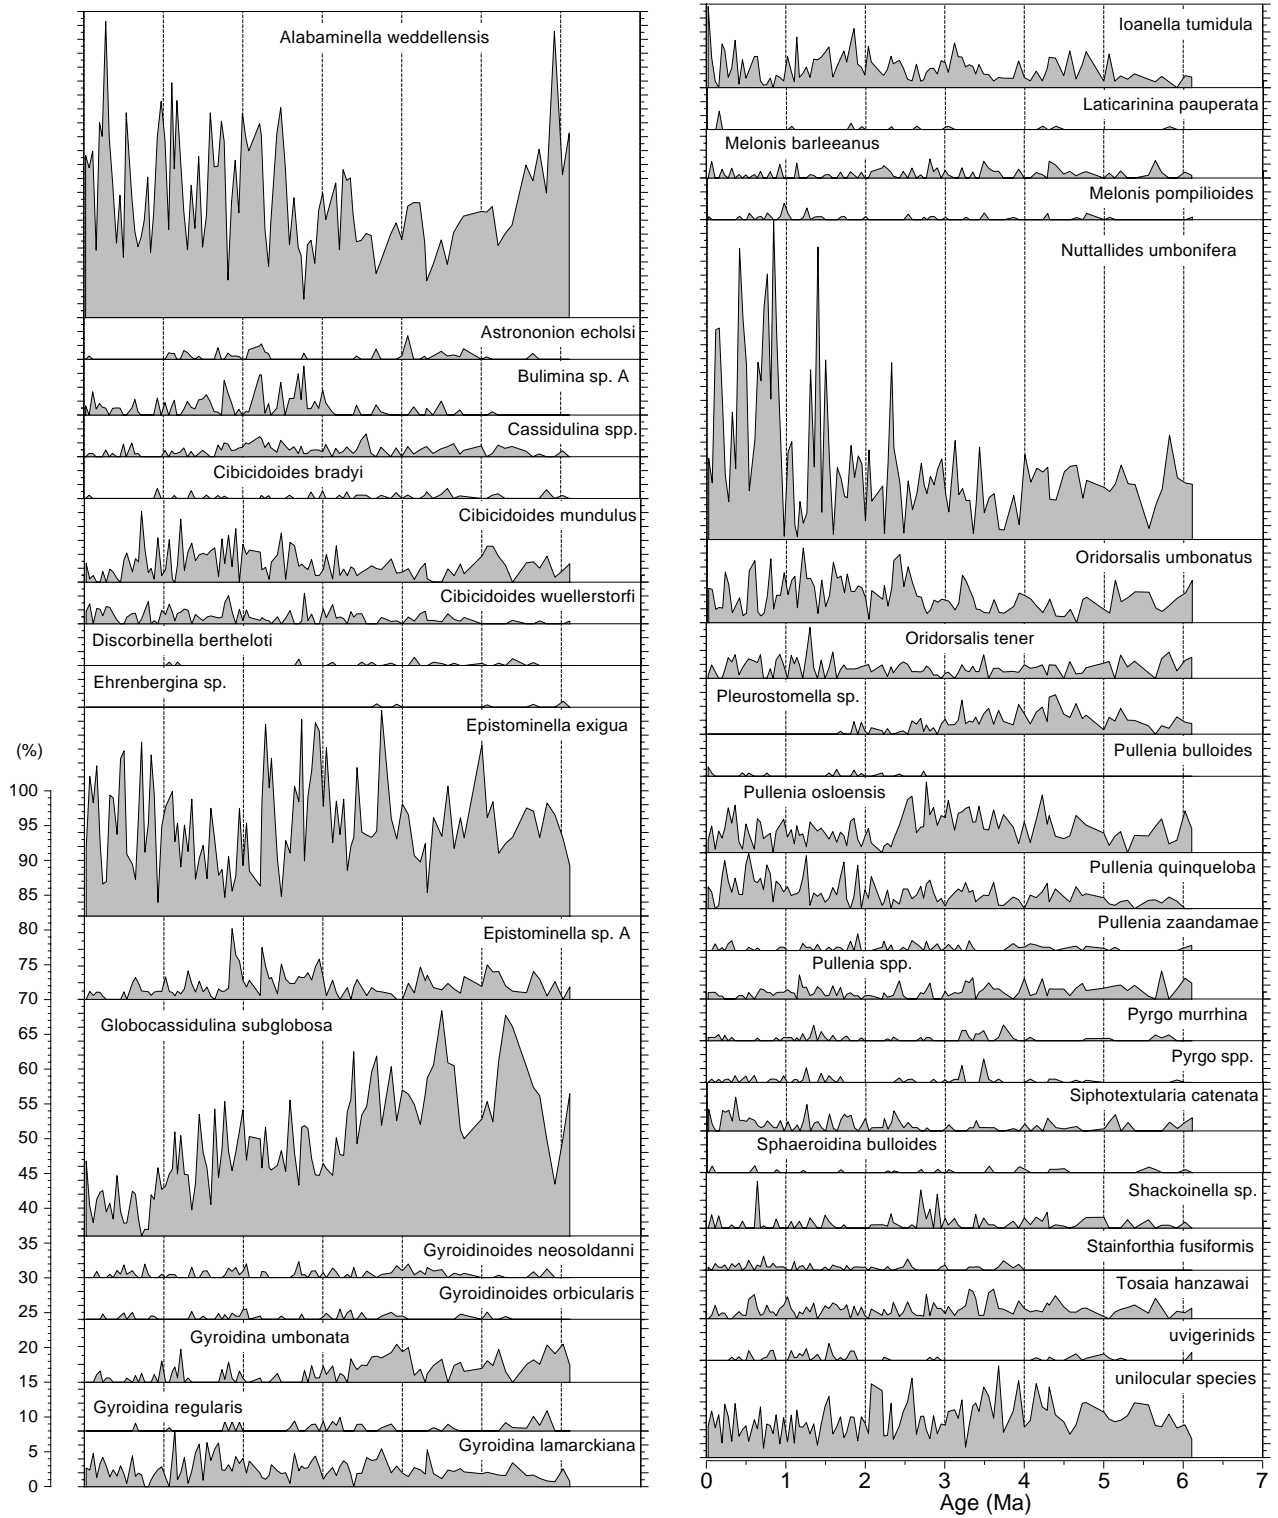 Alabaminella weddellensis
Astrononion echolsi
Bulimina sp. A
Cassidulina spp.
Cibicidoides bradyi
Cibicidoides mundulus
Cibicidoides wuellerstorfi
Discorbinella bertheloti
Ehrenbergina sp.
Epistominella exigua
Epistominella sp. A
Globocassidulina subglobosa
Gyroidinoides neosoldanni
Gyroidinoides orbicularis
Gyroidina umbonata
Gyroidina regularis
Gyroidina lamarckiana
(%)
100
95
90
85
80
75
70
65
60
55
50
45
40
35
30
25
20
15
10
5
0
Ioanella tumidula
Laticarinina pauperata
Melonis barleeanus
Melonis pompilioides
Nuttallides umbonifera
Oridorsalis umbonatus
Oridorsalis tener
Pleurostomella sp.
Pullenia bulloides
Pullenia osloensis
Pullenia quinqueloba
Pullenia zaandamae
Pullenia spp.
Pyrgo murrhina
Pyrgo spp.
Siphotextularia catenata
Sphaeroidina bulloides
Shackoinella sp.
Stainforthia fusiformis
Tosaia hanzawai
uvigerinids
unilocular species
0 1 2 3 4 5 6 7
Age (Ma)